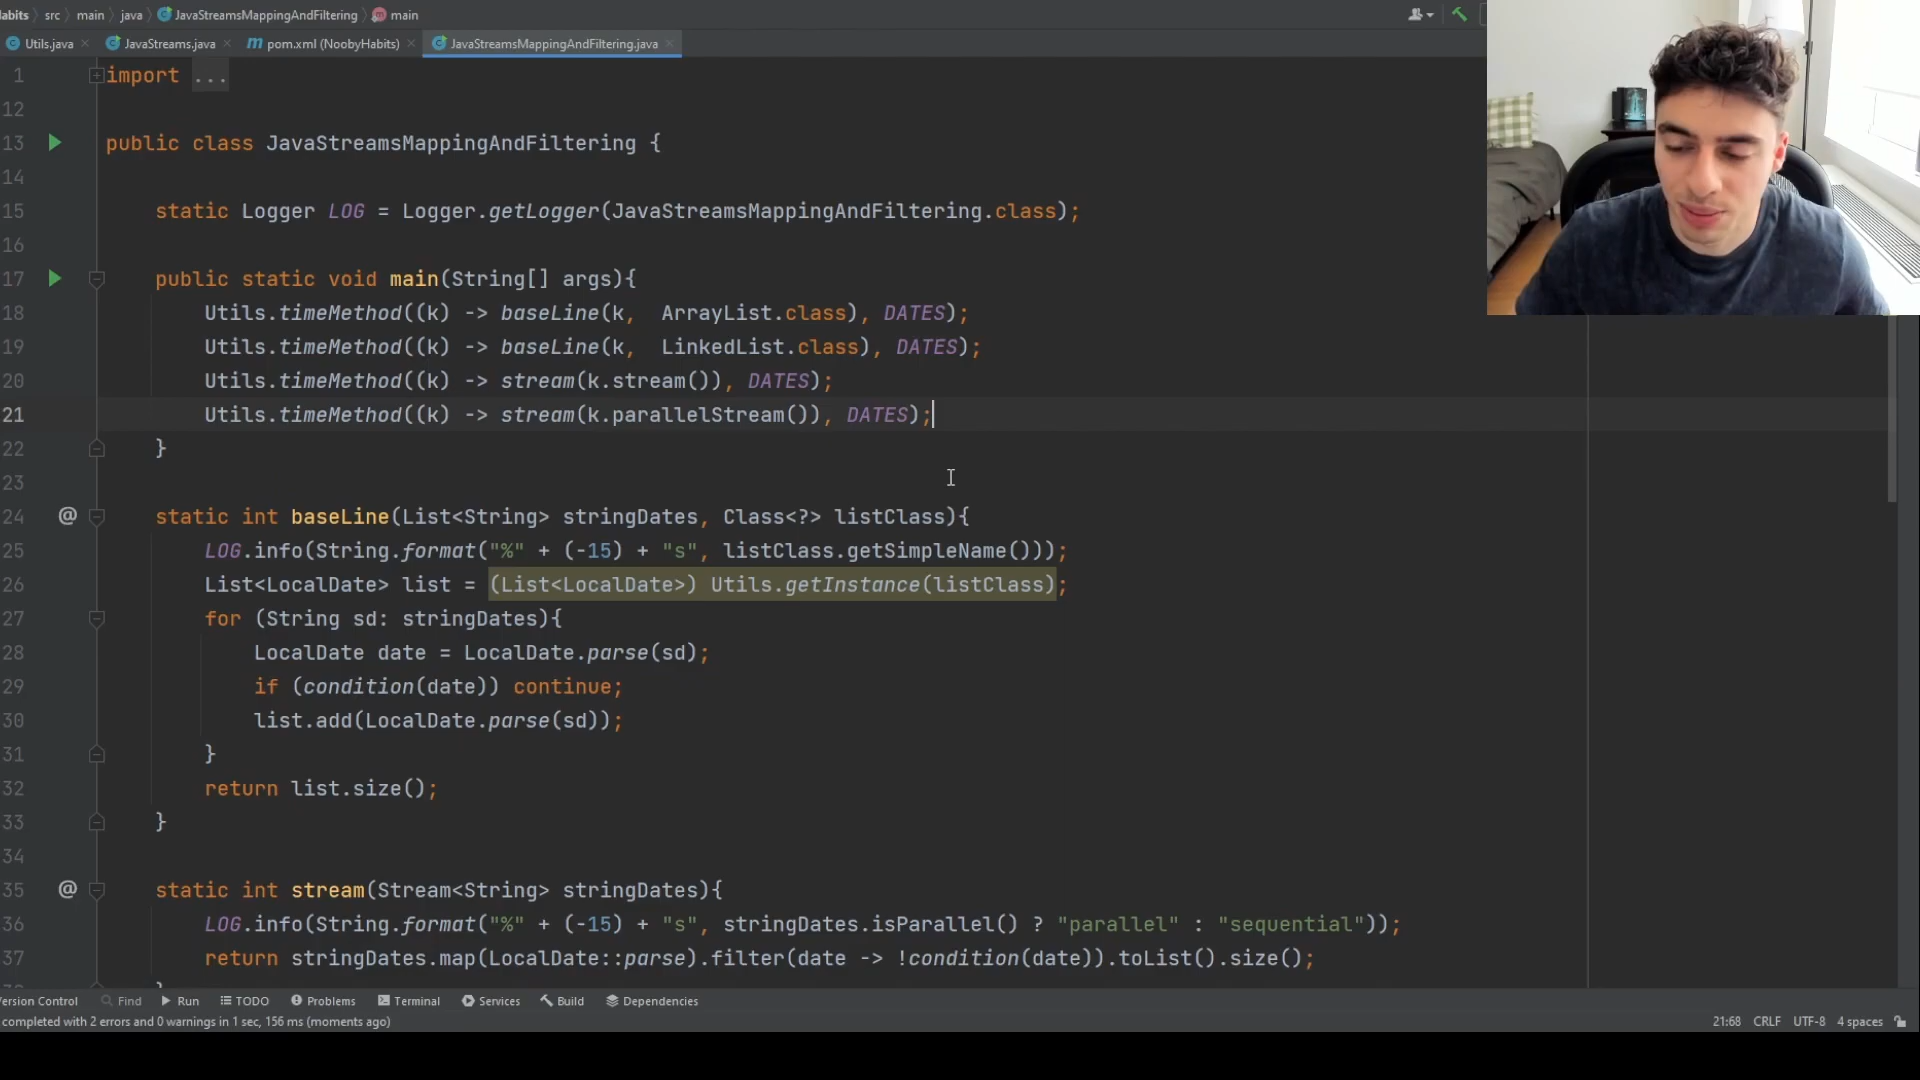 abits > src > main > java > JavaStreamsMappingAndFiltering > main
Utils.java JavaStreams.java pom.xml (NoobyHabits) JavaStreamsMappingAndFiltering.java
1 import ...
12
13 public class JavaStreamsMappingAndFiltering {
14
15 static Logger LOG = Logger.getLogger(JavaStreamsMappingAndFiltering.class);
16
17 public static void main(String[] args){
18 Utils.timeMethod((k) -> baseLine(k, ArrayList.class), DATES);
19 Utils.timeMethod((k) -> baseLine(k, LinkedList.class), DATES);
20 Utils.timeMethod((k) -> stream(k.stream()), DATES);
21 Utils.timeMethod((k) -> stream(k.parallelStream()), DATES);
22 }
23
24 @ static int baseLine(List<String> stringDates, Class<?> listClass){
25 LOG.info(String.format("%" + (-15) + "s", listClass.getSimpleName()));
26 List<LocalDate> list = (List<LocalDate>) Utils.getInstance(listClass);
27 for (String sd: stringDates){
28 LocalDate date = LocalDate.parse(sd);
29 if (condition(date)) continue;
30 list.add(LocalDate.parse(sd));
31 }
32 return list.size();
33 }
34
35 @ static int stream(Stream<String> stringDates){
36 LOG.info(String.format("%" + (-15) + "s", stringDates.isParallel() ? "parallel" : "sequential"));
37 return stringDates.map(LocalDate::parse).filter(date -> !condition(date)).toList().size();
ersion Control Find Run TODO Problems Terminal Services Build Dependencies
completed with 2 errors and 0 warnings in 1 sec, 156 ms (moments ago) 21:68 CRLF UTF-8 4 spaces